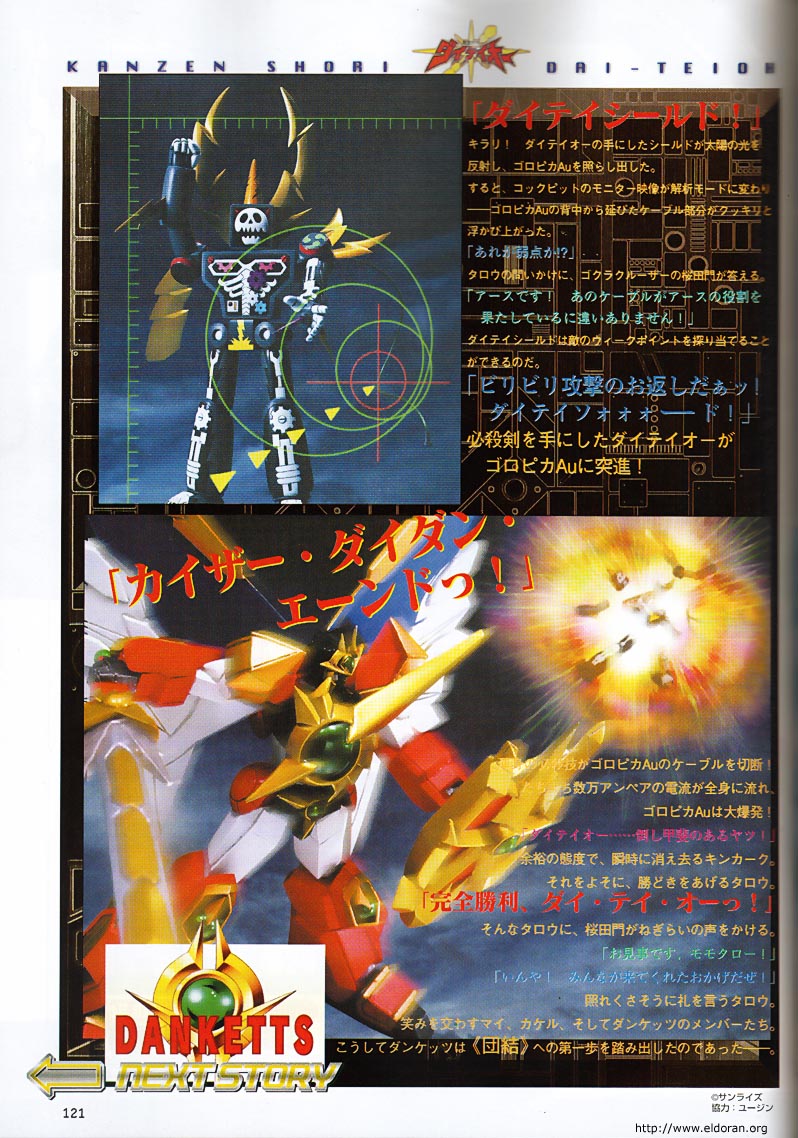 KANZEN SHORI
ダイテイオー
DAI-TEIOH
「ダイテイシールド！」
キラリ！　ダイテイオーの手にしたシールドが太陽の光を
反射し、ゴロピカAuを照らし出した。
すると、コックピットのモニター映像が解析モードに変わり
――ゴロピカAuの背中から延びたケーブル部分がクッキリと
浮かび上がった。
「あれが弱点か!?」
タロウの問いかけに、ゴクラクルーザーの桜田門が答える。
「アースです！　あのケーブルがアースの役割を
果たしているに違いありません！」
ダイテイシールドは敵のウィークポイントを探り当てること
ができるのだ。
「ビリビリ攻撃のお返しだぁッ！
ダイテイソォォォ――ド！」
必殺剣を手にしたダイテイオーが
ゴロピカAuに突進！
「カイザー・ダイダン・
エーンドっ！」
必殺技がゴロピカAuのケーブルを切断！
数万アンペアの電流が全身に流れ、
ゴロピカAuは大爆発！
「ダイテイオー……倒し甲斐のあるヤツ！」
余裕の態度で、瞬時に消え去るキンカーク。
それをよそに、勝どきをあげるタロウ。
「完全勝利、ダイ・テイ・オーっ！」
そんなタロウに、桜田門がねぎらいの声をかける。
「お見事です、モモタロー！」
「いんや！　みんなが来てくれたおかげだぜ！」
照れくさそうに礼を言うタロウ。
笑みを交わすマイ、カケル、そしてダンケッツのメンバーたち。
こうしてダンケッツは《団結》への第一歩を踏み出したのであった――。
DANKETTS
NEXT STORY
121
©サンライズ
協力：ユージン
http://www.eldoran.org